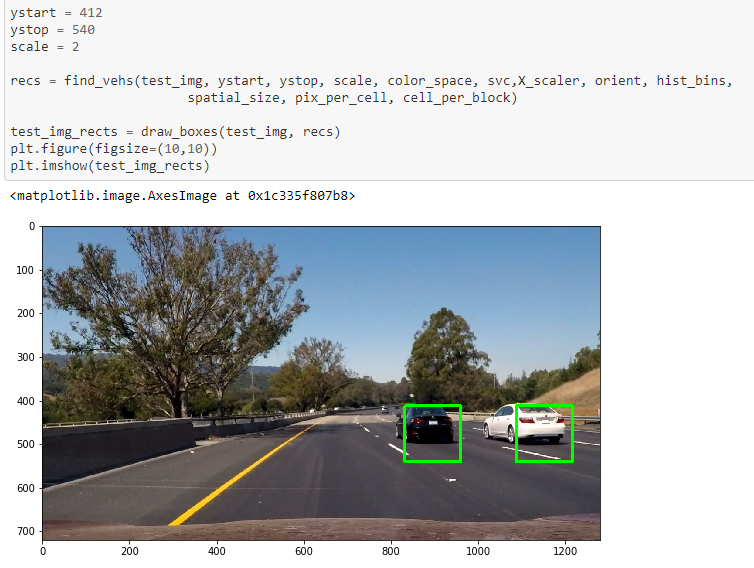 ystart = 412
ystop = 540
scale = 2
recs = find_vehs(test_img, ystart, ystop, scale, color_space, svc,X_scaler, orient, hist_bins,
spatial_size, pix_per_cell, cell_per_block)
test_img_rects = draw_boxes(test_img, recs)
plt.figure(figsize=(10,10))
plt.imshow(test_img_rects)
<matplotlib.image.AxesImage at 0x1c335f807b8>
0
100
200
300
400
500
600
700
0 200 400 600 800 1000 1200